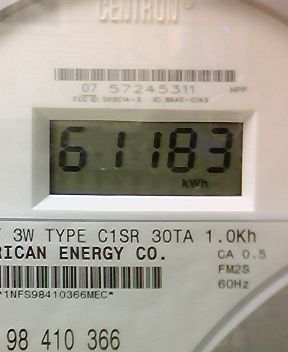 CENTRON
07 57245311
61183
kWh
3W TYPE C1SR 30TA 1.0Kh
RICAN ENERGY CO.
CA 0.5
FM2S
60Hz
*1NFS98410366MEC*
98 410 366